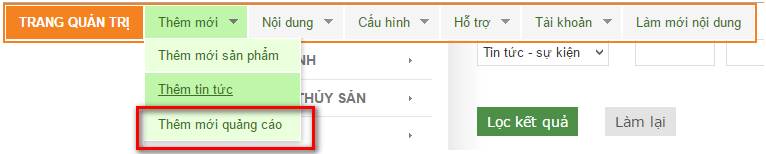 TRANG QUẢN TRỊ Thêm mới Nội dung Cấu hình Hỗ trợ Tài khoản Làm mới nội dung
Thêm mới sản phẩm
NH
Tin tức - sự kiện
Thêm tin tức
THỦY SẢN
Thêm mới quảng cáo
Lọc kết quả
Làm lại